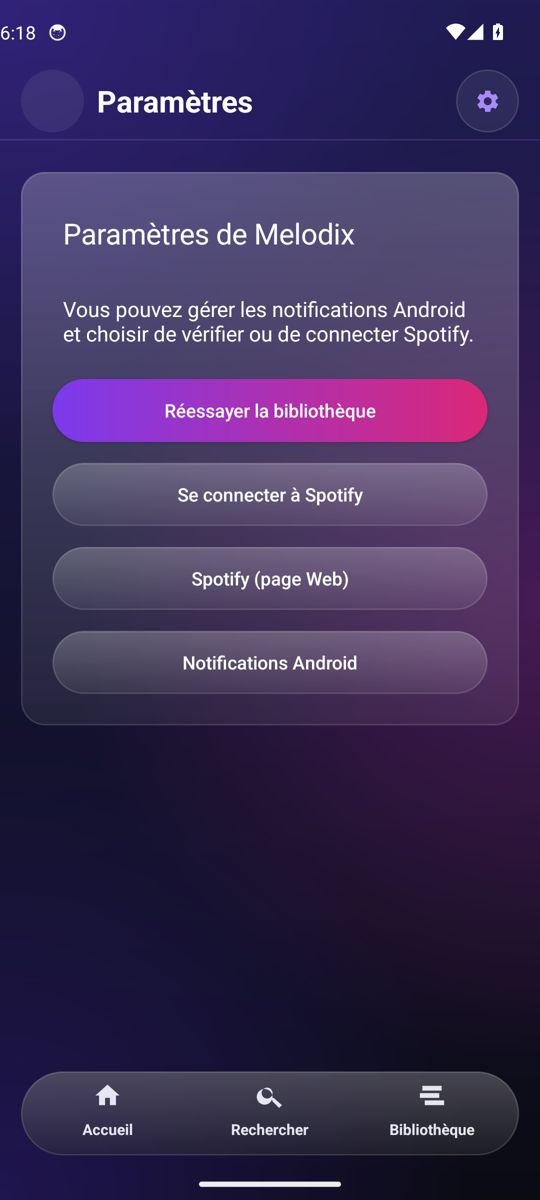 6:18
Paramètres
Paramètres de Melodix
Vous pouvez gérer les notifications Android
et choisir de vérifier ou de connecter Spotify.
Réessayer la bibliothèque
Se connecter à Spotify
Spotify (page Web)
Notifications Android
Accueil
Rechercher
Bibliothèque